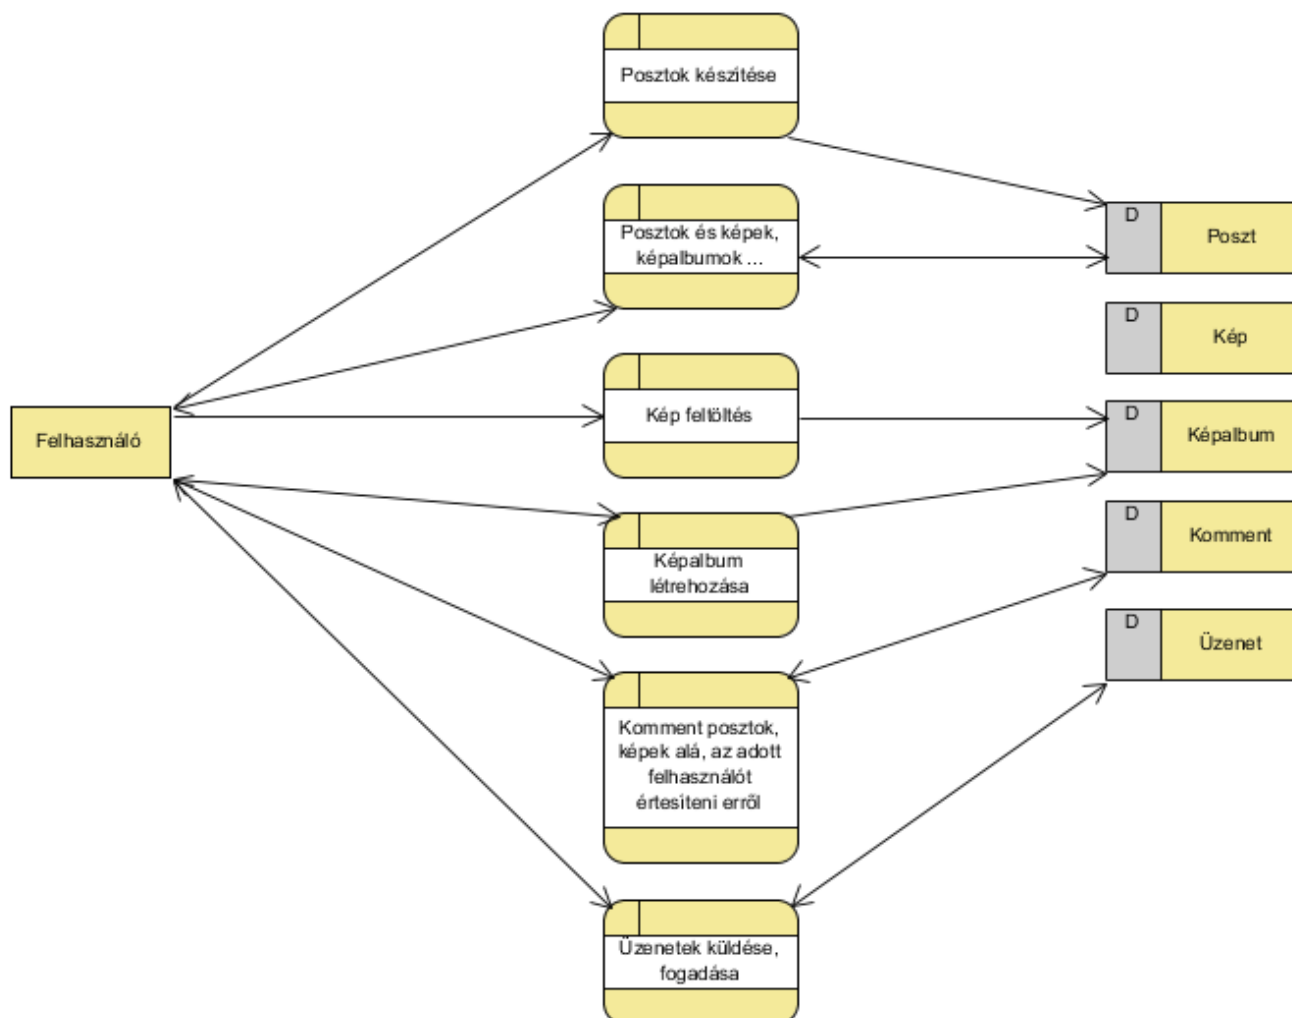 Posztok készítése
Posztok és képek,
képalbumok ...
Kép feltöltés
Képalbum
létrehozása
Komment posztok,
képek alá, az adott
felhasználót
értesíteni erről
Üzenetek küldése,
fogadása
Felhasználó
D
Poszt
D
Kép
D
Képalbum
D
Komment
D
Üzenet